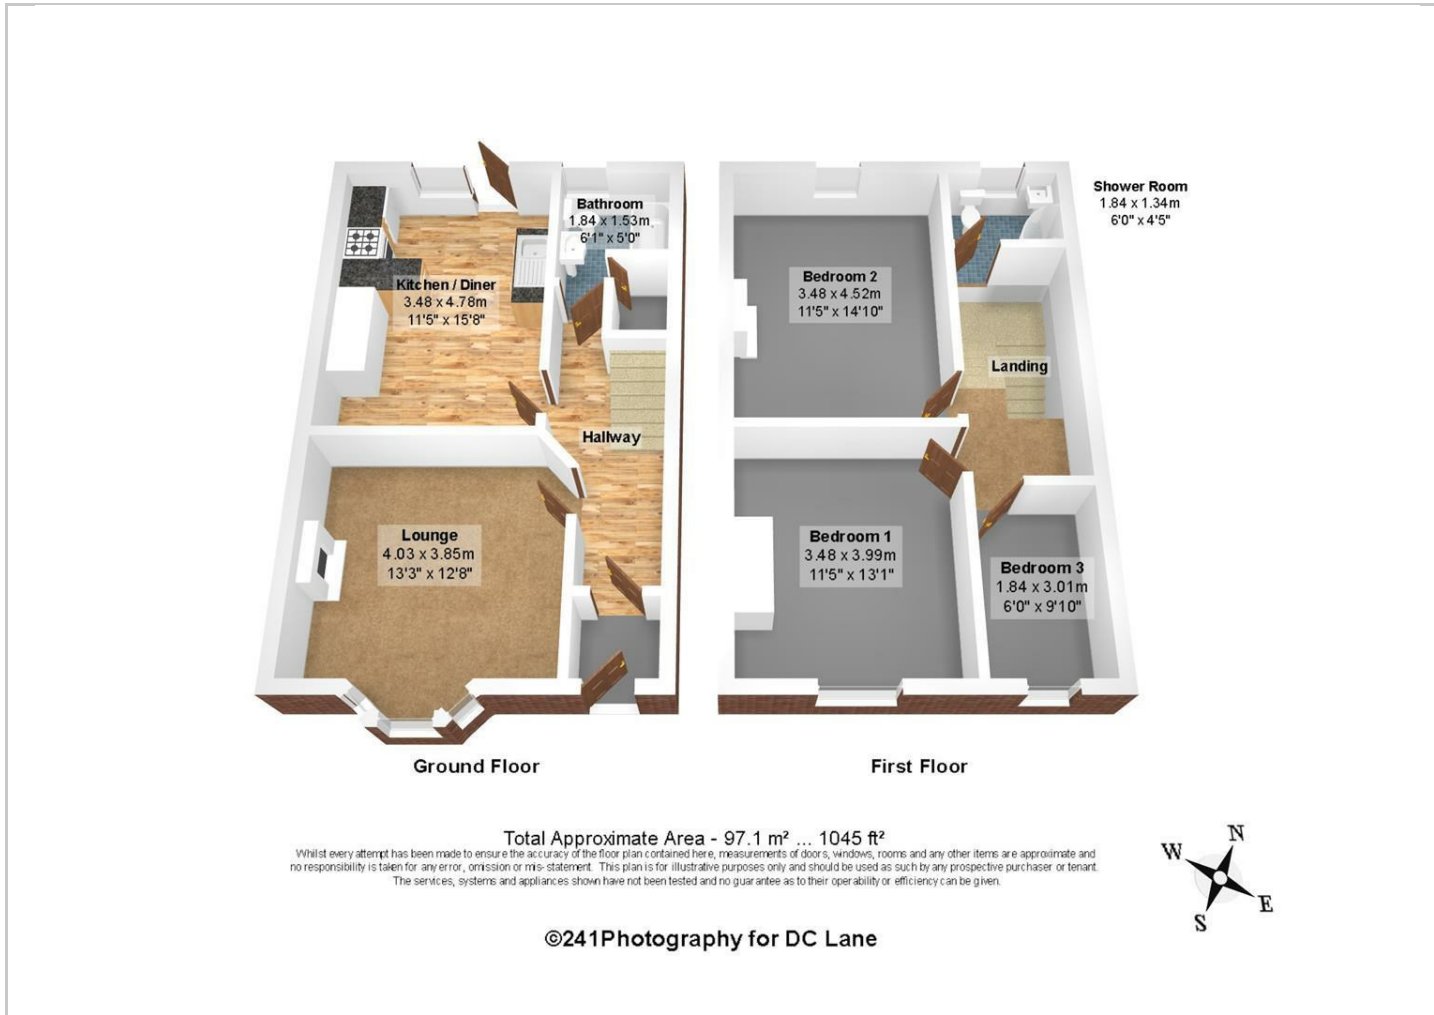 Bathroom
1.84 x 1.53m
6'1" x 5'0"
Kitchen / Diner
3.48 x 4.78m
11'5" x 15'8"
Hallway
Lounge
4.03 x 3.85m
13'3" x 12'8"
Ground Floor
Shower Room
1.84 x 1.34m
6'0" x 4'5"
Bedroom 2
3.48 x 4.52m
11'5" x 14'10"
Landing
Bedroom 1
3.48 x 3.99m
11'5" x 13'1"
Bedroom 3
1.84 x 3.01m
6'0" x 9'10"
First Floor
Total Approximate Area - 97.1 m² ... 1045 ft²
Whilst every attempt has been made to ensure the accuracy of the floor plan contained here, measurements of doors, windows, rooms and any other items are approximate and
no responsibility is taken for any error, omission or mis- statement. This plan is for illustrative purposes only and should be used as such by any prospective purchaser or tenant.
The services, systems and appliances shown have not been tested and no guarantee as to their operability or efficiency can be given.
©241Photography for DC Lane
N
W
E
S